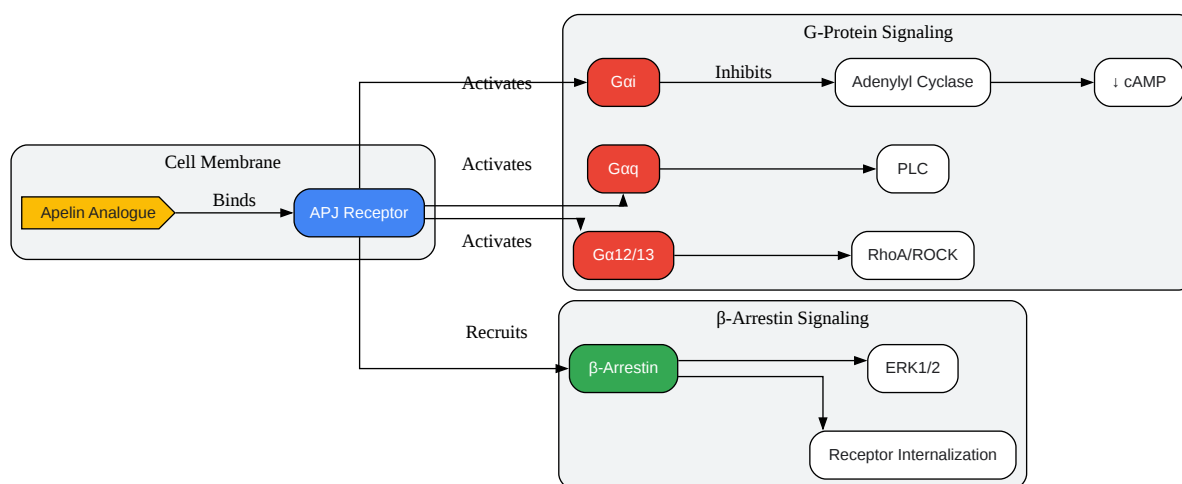 G-Protein Signaling
Activates
Gαi
Inhibits
Adenylyl Cyclase
↓ cAMP
Cell Membrane
Activates
Gαq
PLC
Apelin Analogue
Binds
APJ Receptor
Activates
Gα12/13
RhoA/ROCK
β-Arrestin Signaling
Recruits
β-Arrestin
ERK1/2
Receptor Internalization